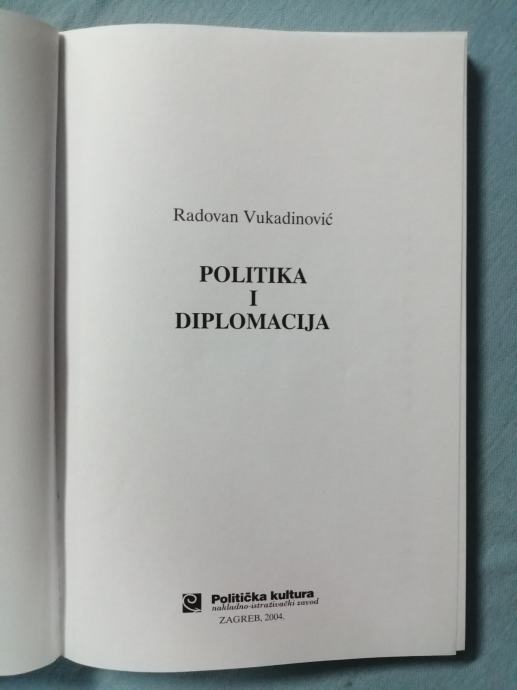 Radovan Vukadinović
POLITIKA
I
DIPLOMACIJA
Politička kultura
nakladno-istraživački zavod
ZAGREB, 2004.